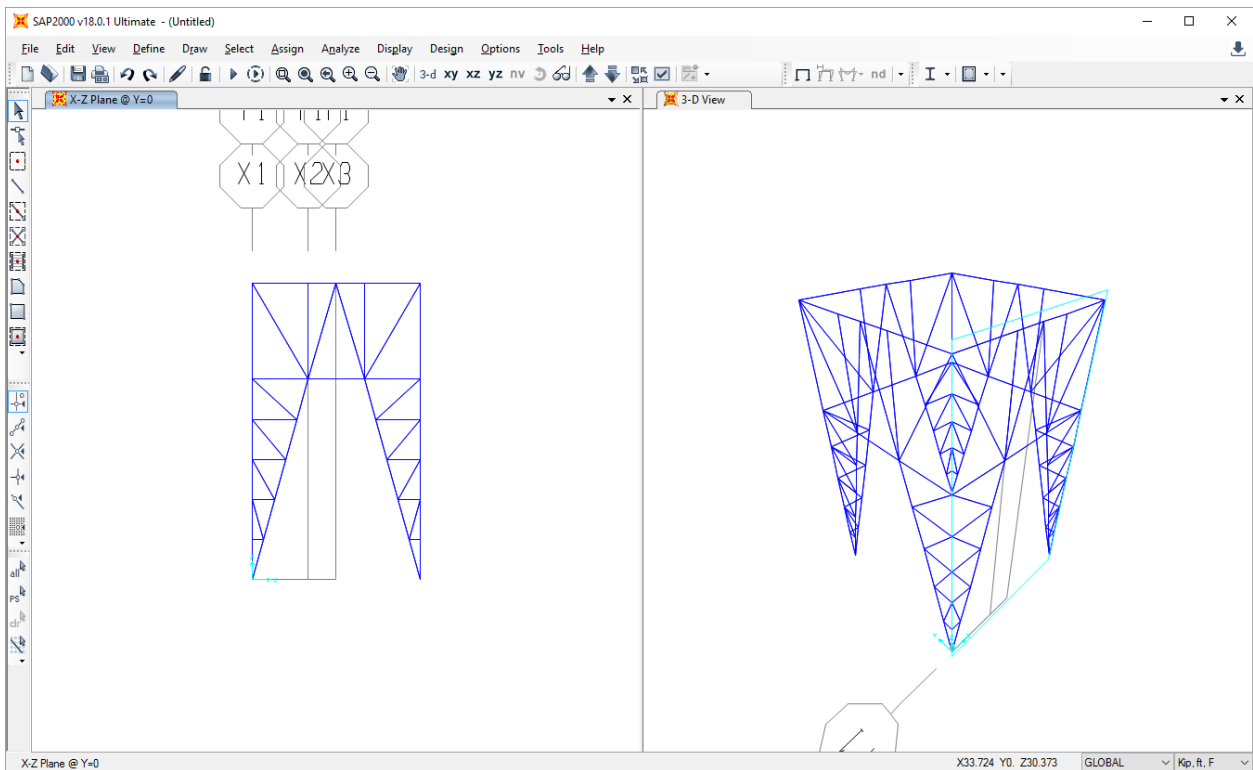 SAP2000 v18.0.1 Ultimate - (Untitled)
File Edit View Define Draw Select Assign Analyze Display Design Options Tools Help
3-d xy xz yz nv nd
X-Z Plane @ Y=0
3-D View
X1 X2 X3
all
PS
clr
X-Z Plane @ Y=0
X33.724 Y0. Z30.373
GLOBAL
Kip, ft, F